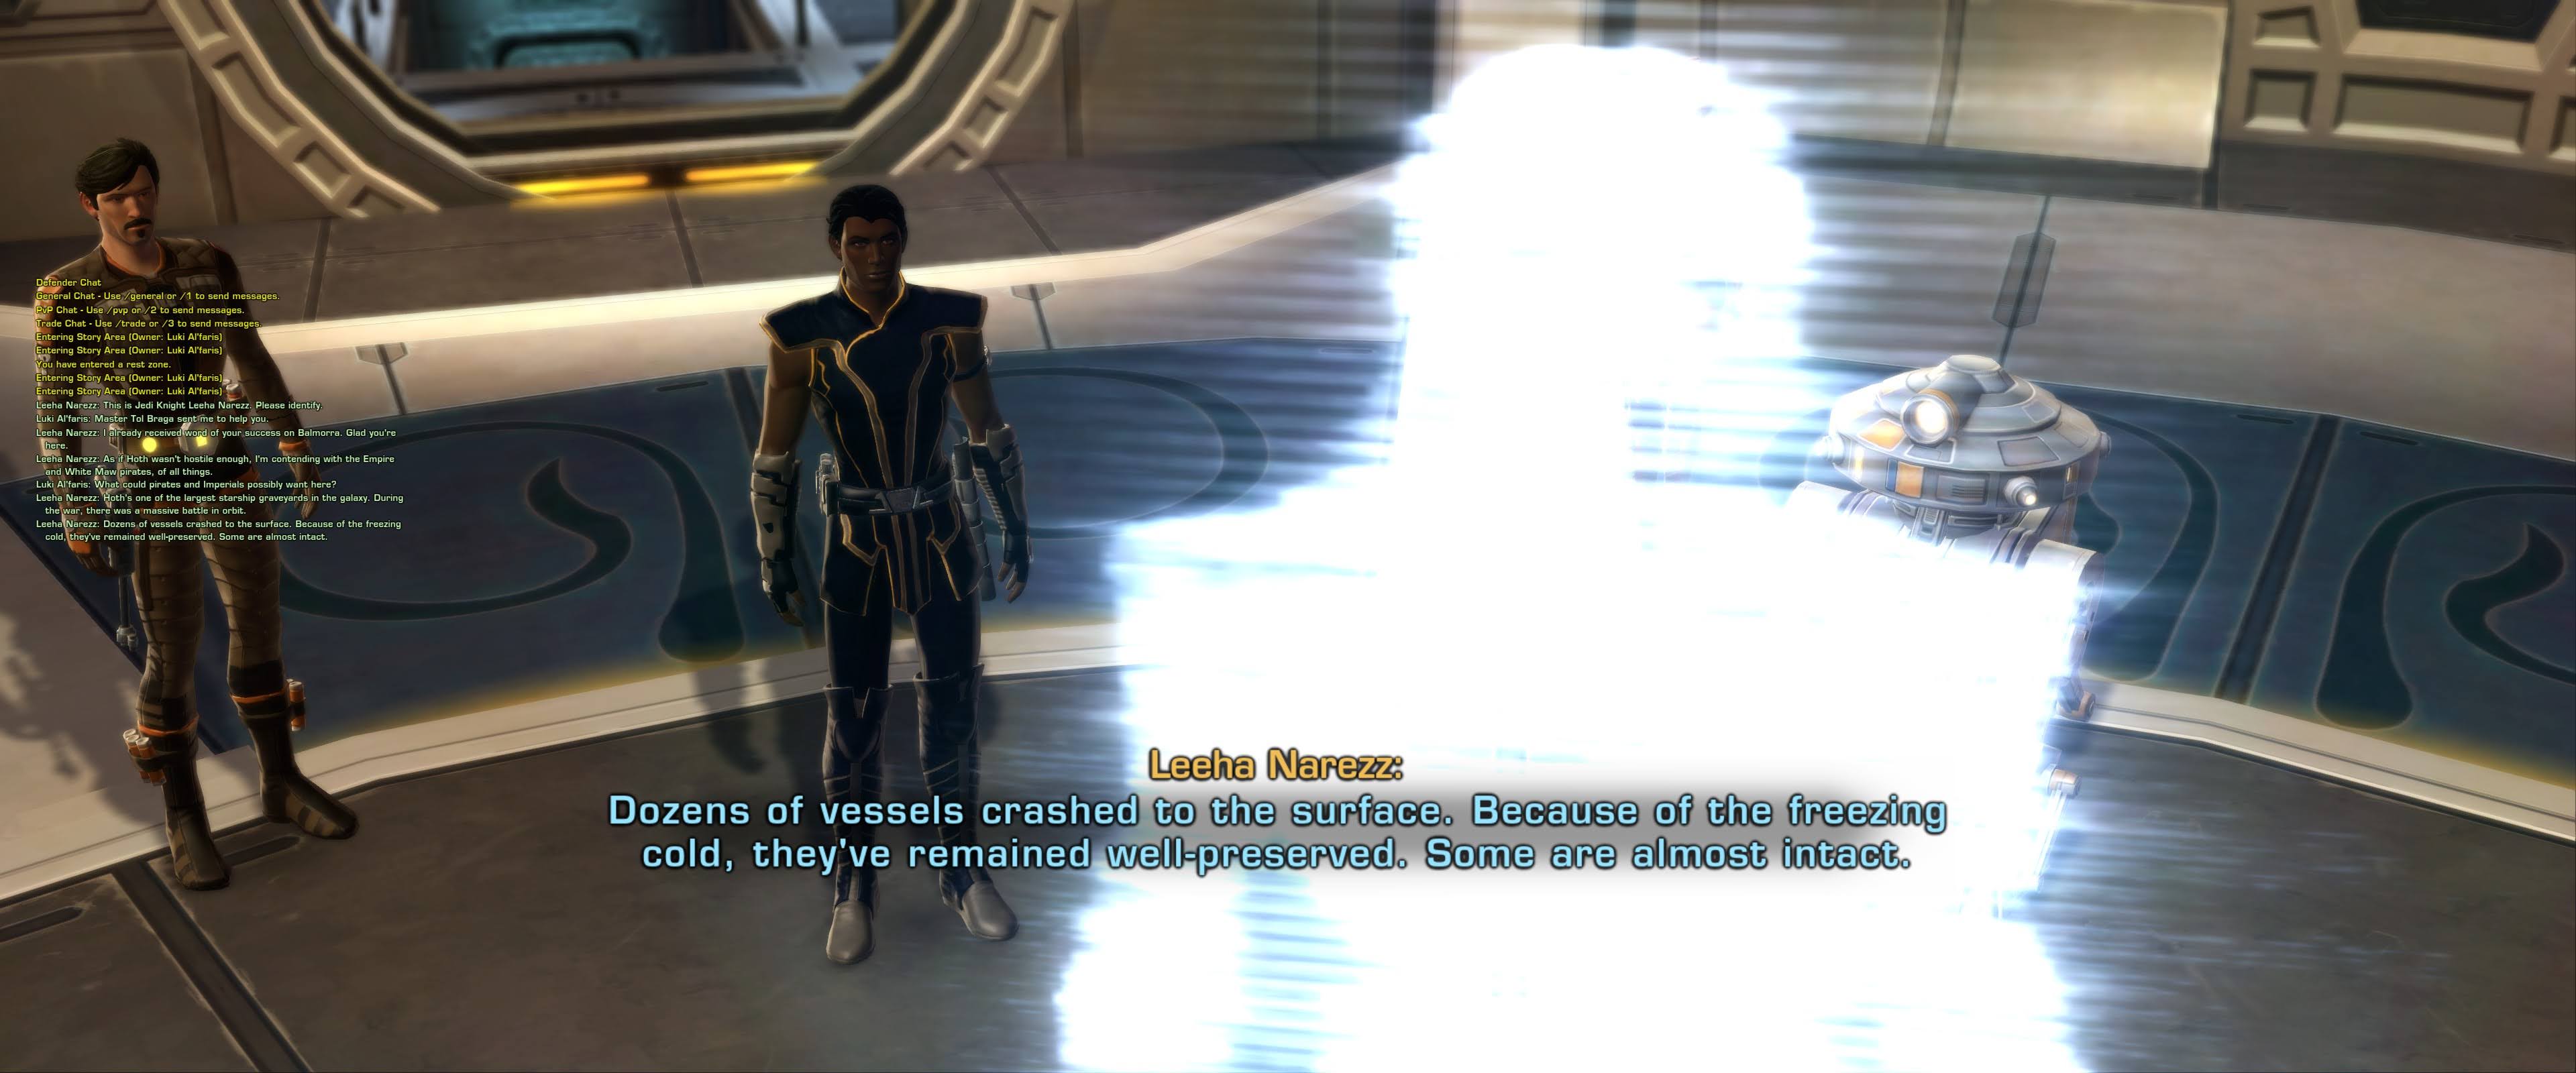 Defender Chat
General Chat - Use /general or /1 to send messages.
PvP Chat - Use /pvp or /2 to send messages.
Trade Chat - Use /trade or /3 to send messages.
Entering Story Area (Owner: Luki Al'faris)
Entering Story Area (Owner: Luki Al'faris)
You have entered a rest zone.
Entering Story Area (Owner: Luki Al'faris)
Entering Story Area (Owner: Luki Al'faris)
Leeha Narezz: This is Jedi Knight Leeha Narezz. Please identify.
Luki Al'faris: Master Tol Braga sent me to help you.
Leeha Narezz: I already received word of your success on Balmorra. Glad you're
here.
Leeha Narezz: As if Hoth wasn't hostile enough, I'm contending with the Empire
and White Maw pirates, of all things.
Luki Al'faris: What could pirates and Imperials possibly want here?
Leeha Narezz: Hoth's one of the largest starship graveyards in the galaxy. During
the war, there was a massive battle in orbit.
Leeha Narezz: Dozens of vessels crashed to the surface. Because of the freezing
cold, they've remained well-preserved. Some are almost intact.
Leeha Narezz:
Dozens of vessels crashed to the surface. Because of the freezing
cold, they've remained well-preserved. Some are almost intact.